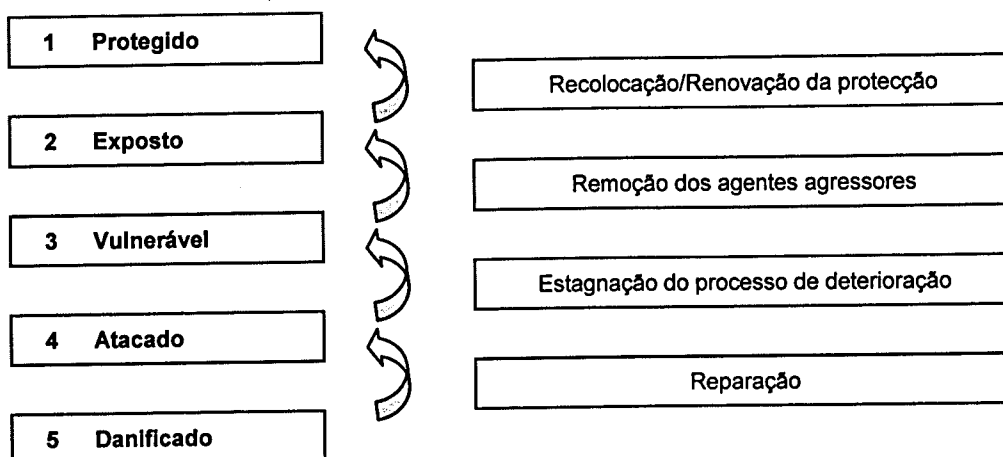 1 Protegido
Recolocação/Renovação da protecção
2 Exposto
Remoção dos agentes agressores
3 Vulnerável
Estagnação do processo de deterioração
4 Atacado
Reparação
5 Danificado